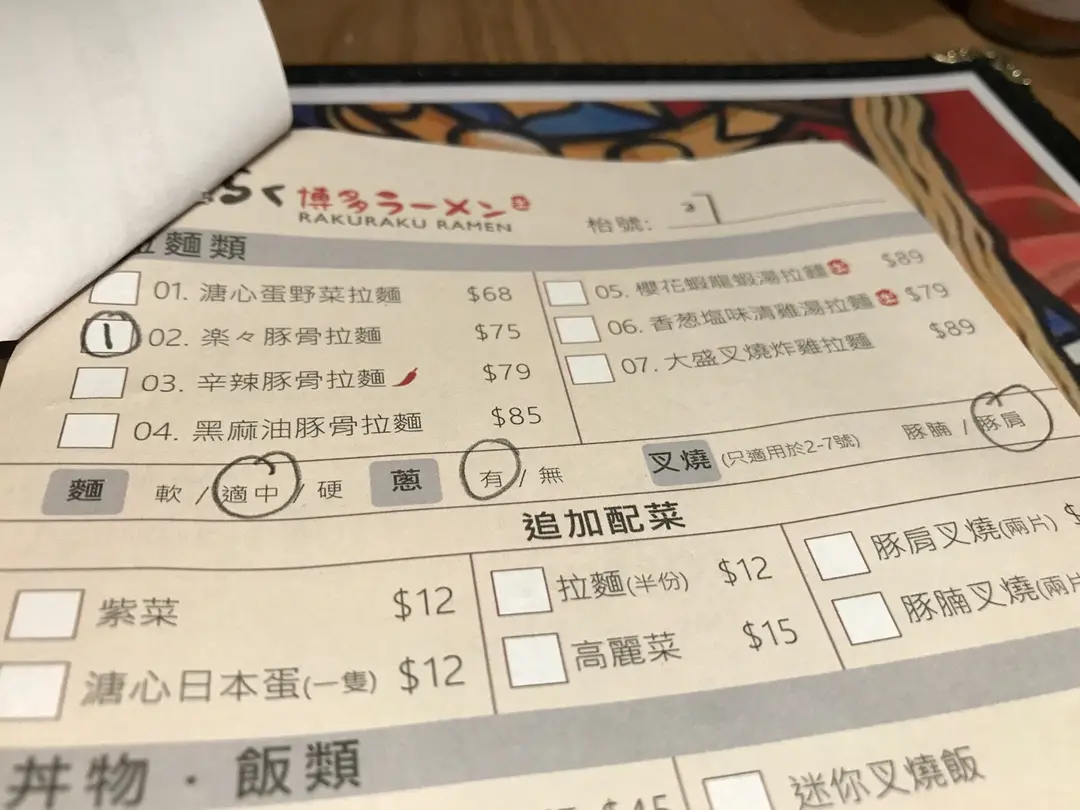 らく 博多ラーメン
RAKURAKU RAMEN
枱號:
拉麵類
01. 溏心蛋野菜拉麵 $68
1 02. 楽々豚骨拉麵 $75
03. 辛辣豚骨拉麵 $79
04. 黑麻油豚骨拉麵 $85
05. 櫻花蝦龍蝦湯拉麵 $89
06. 香葱塩味清雞湯拉麵 $79
07. 大盛叉燒炸雞拉麵 $89
麵 軟 / 適中 / 硬 蔥 有 / 無 叉燒 (只適用於2-7號) 豚腩 / 豚肩
追加配菜
紫菜 $12
溏心日本蛋(一隻) $12
拉麵(半份) $12
高麗菜 $15
豚肩叉燒(兩片) $
豚腩叉燒(兩片
丼物 · 飯類
$45
迷你叉燒飯